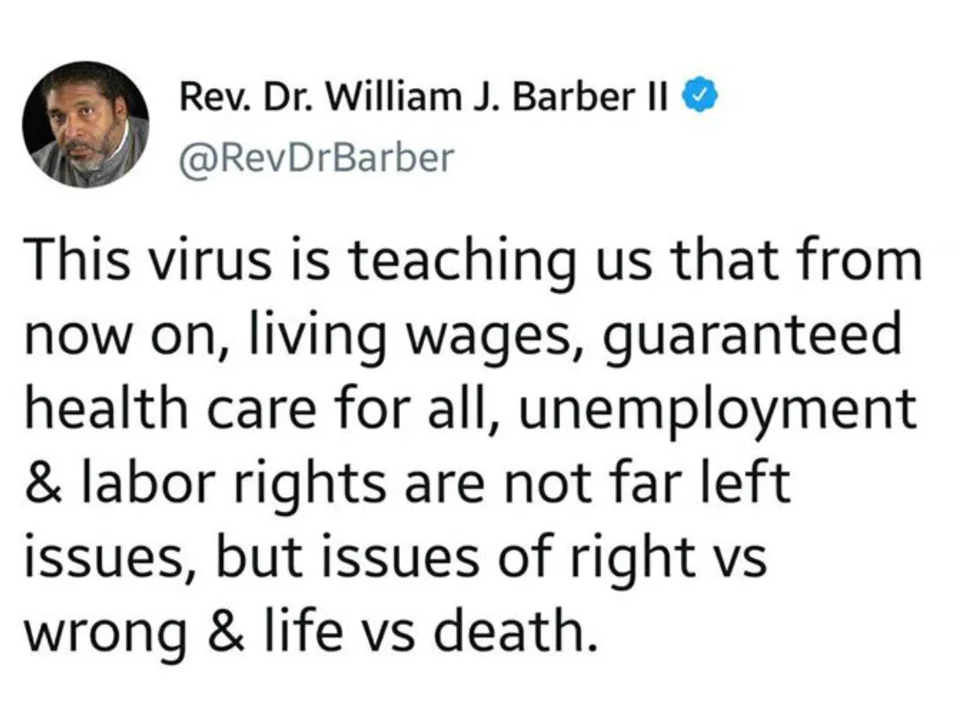 Rev. Dr. William J. Barber II
@RevDrBarber
This virus is teaching us that from
now on, living wages, guaranteed
health care for all, unemployment
& labor rights are not far left
issues, but issues of right vs
wrong & life vs death.